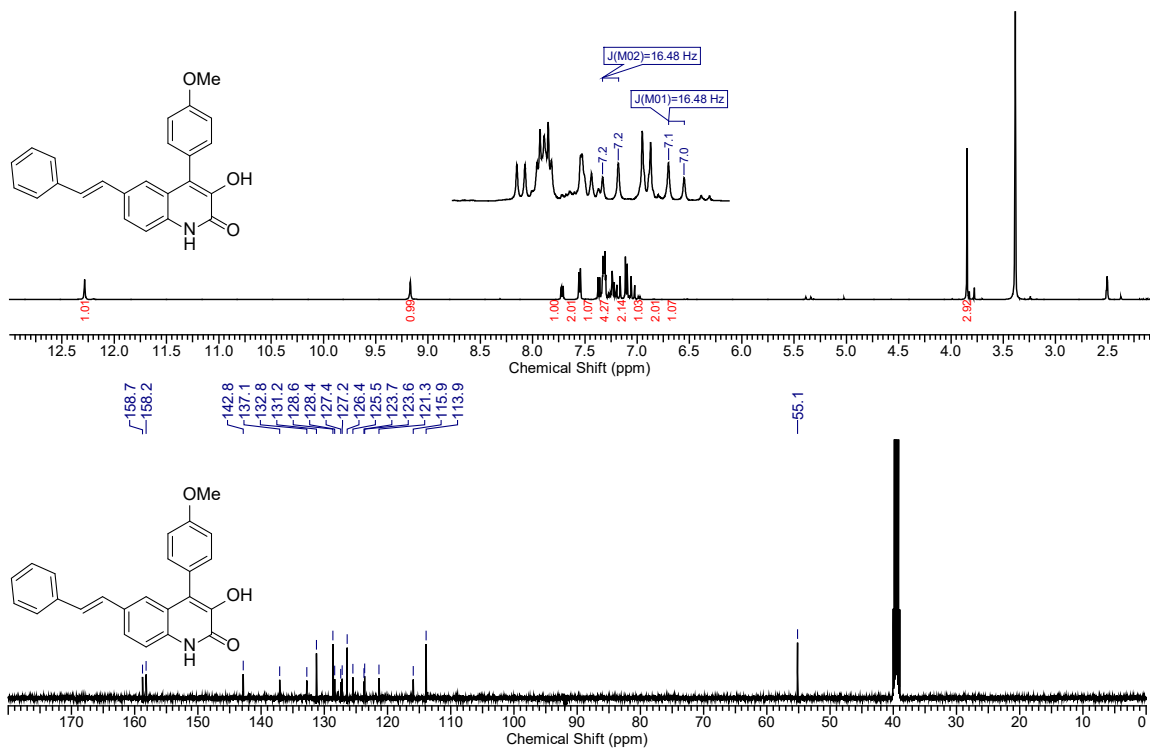 J(M02)=16.48 Hz
J(M01)=16.48 Hz
7.2
7.2
7.1
7.0
OMe
OH
N
H
O
1.01
0.99
1.00
2.01
1.07
4.27
2.14
1.03
2.01
1.07
2.92
12.5 12.0 11.5 11.0 10.5 10.0 9.5 9.0 8.5 8.0 7.5 7.0 6.5 6.0 5.5 5.0 4.5 4.0 3.5 3.0 2.5
Chemical Shift (ppm)
158.7
158.2
142.8
137.1
132.8
131.2
128.6
128.4
127.4
127.2
126.4
125.5
123.7
123.6
121.3
115.9
113.9
55.1
OMe
OH
N
H
O
170 160 150 140 130 120 110 100 90 80 70 60 50 40 30 20 10 0
Chemical Shift (ppm)